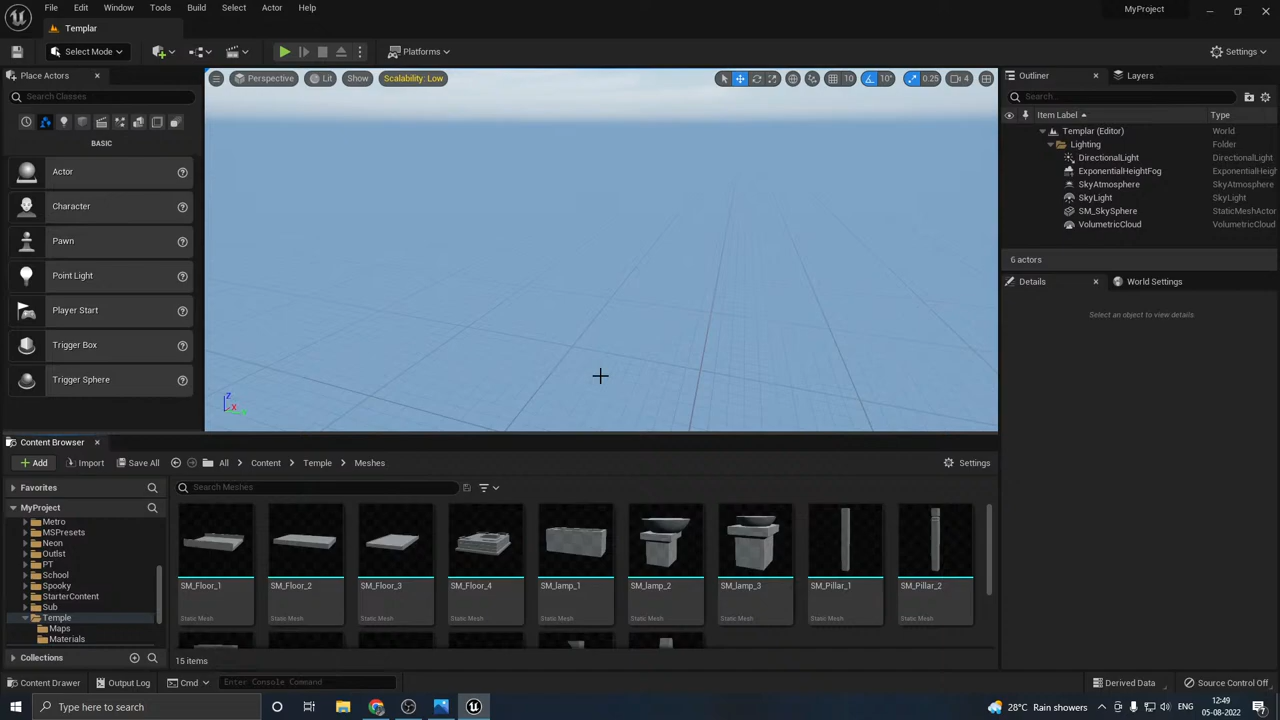 File Edit Window Tools Build Select Actor Help
MyProject
Templar
Select Mode
Platforms
Settings
Place Actors
Search Classes
BASIC
Actor
Character
Pawn
Point Light
Player Start
Trigger Box
Trigger Sphere
Perspective Lit Show Scalability: Low
10 10° 0.25 4
Z
X
Outliner Layers
Search...
Item Label Type
Templar (Editor) World
Lighting Folder
DirectionalLight DirectionalLight
ExponentialHeightFog ExponentialHeigh
SkyAtmosphere SkyAtmosphere
SkyLight SkyLight
SM_SkySphere StaticMeshActor
VolumetricCloud VolumetricCloud
6 actors
Details World Settings
Select an object to view details
Content Browser
Add Import Save All All Content Temple Meshes Settings
Favorites
Search Meshes
MyProject
Metro
MSPresets
Neon
Outlst
PT
School
Spooky
StarterContent
Sub
Temple
Maps
Materials
Collections
SM_Floor_1 SM_Floor_2 SM_Floor_3 SM_Floor_4 SM_lamp_1 SM_lamp_2 SM_lamp_3 SM_Pillar_1 SM_Pillar_2
Static Mesh Static Mesh Static Mesh Static Mesh Static Mesh Static Mesh Static Mesh Static Mesh Static Mesh
15 items
Content Drawer Output Log Cmd Enter Console Command Derived Data Source Control Off
Type here to search
28°C Rain showers
12:49
05-08-2022